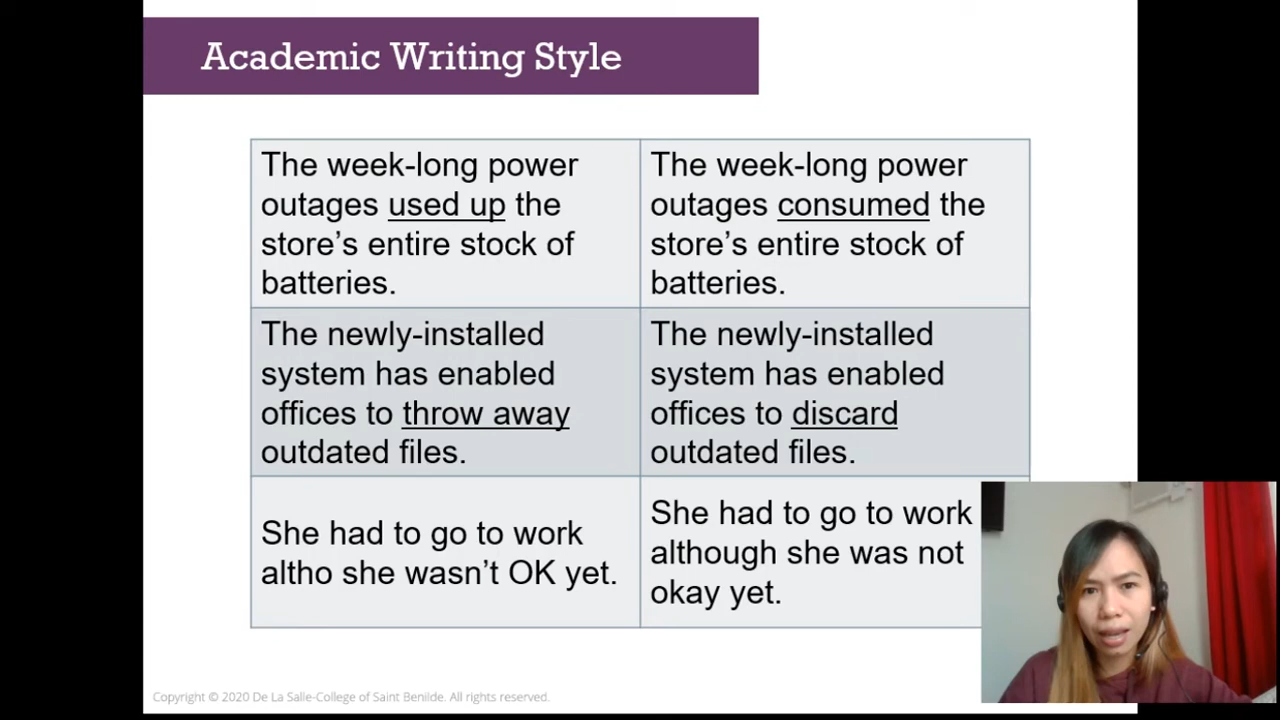 Academic Writing Style
The week-long power
outages used up the
store's entire stock of
batteries.
The week-long power
outages consumed the
store's entire stock of
batteries.
The newly-installed
system has enabled
offices to throw away
outdated files.
The newly-installed
system has enabled
offices to discard
outdated files.
She had to go to work
altho she wasn't OK yet.
She had to go to work
although she was not
okay yet.
Copyright © 2020 De La Salle-College of Saint Benilde. All rights reserved.